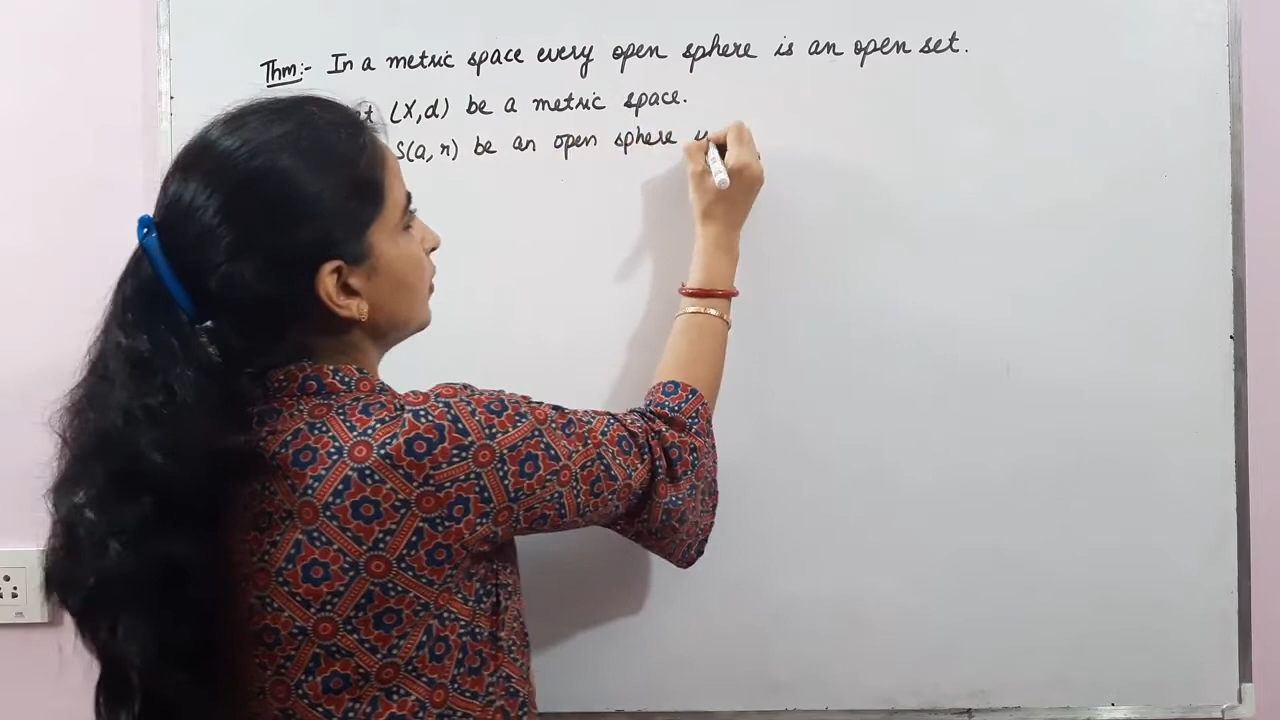 Thm:- In a metric space every open sphere is an open set.
(X,d) be a metric space.
S(a, r) be an open sphere